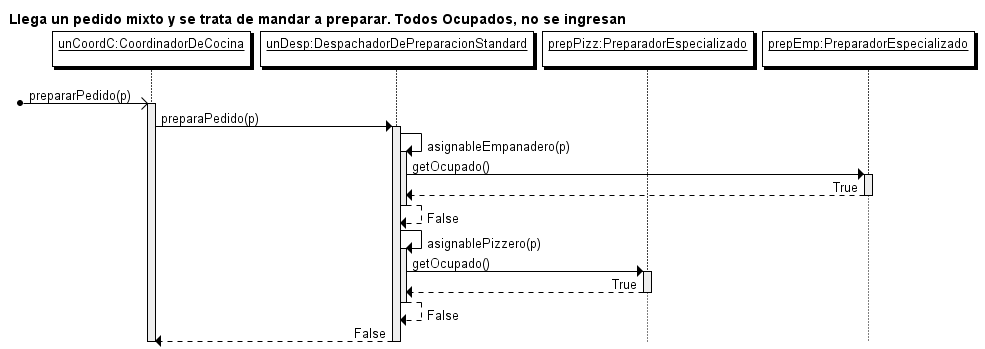 Llega un pedido mixto y se trata de mandar a preparar. Todos Ocupados, no se ingresan
unCoordC:CoordinadorDeCocina
unDesp:DespachadorDePreparacionStandard
prepPizz:PreparadorEspecializado
prepEmp:PreparadorEspecializado
prepararPedido(p)
preparaPedido(p)
asignableEmpanadero(p)
getOcupado()
True
False
asignablePizzero(p)
getOcupado()
True
False
False